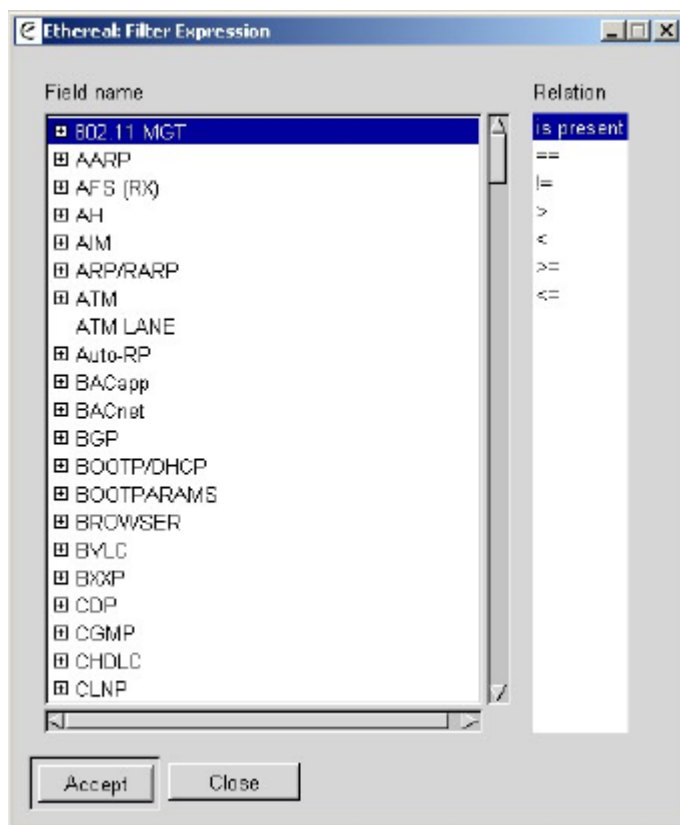 Ethereal: Filter Expression
Field name
Relation
802.11 MGT
AARP
AFS (RX)
AH
AIM
ARP/RARP
ATM
ATM LANE
Auto-RP
BACapp
BACnet
BGP
BOOTP/DHCP
BOOTPARAMS
BROWSER
BVLC
BXXP
CDP
CGMP
CHDLC
CLNP
is present
==
!=
>
<
>=
<=
Accept
Close